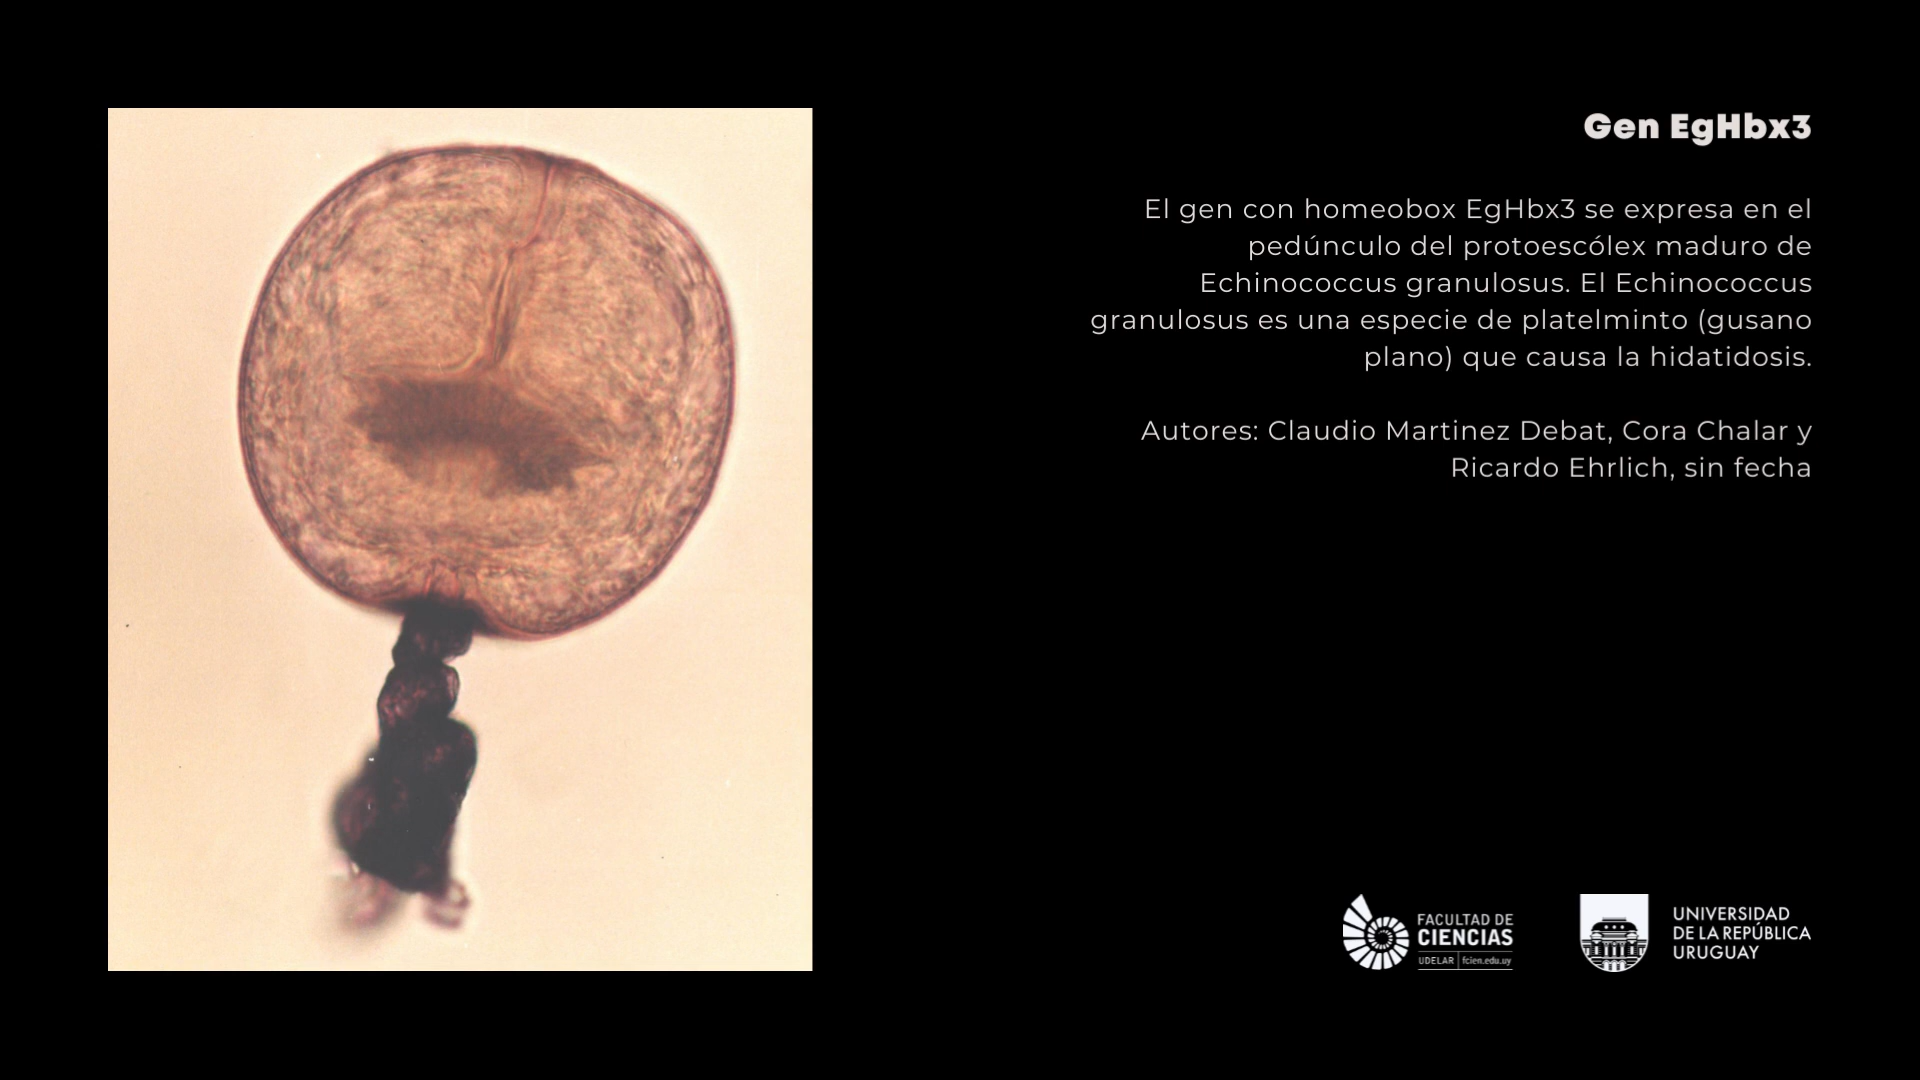 Gen EgHbx3
El gen con homeobox EgHbx3 se expresa en el
pedúnculo del protoescólex maduro de
Echinococcus granulosus. El Echinococcus
granulosus es una especie de platelminto (gusano
plano) que causa la hidatidosis.
Autores: Claudio Martinez Debat, Cora Chalar y
Ricardo Ehrlich, sin fecha
FACULTAD DE
CIENCIAS
UDELAR fcien.edu.uy
UNIVERSIDAD
DE LA REPÚBLICA
URUGUAY